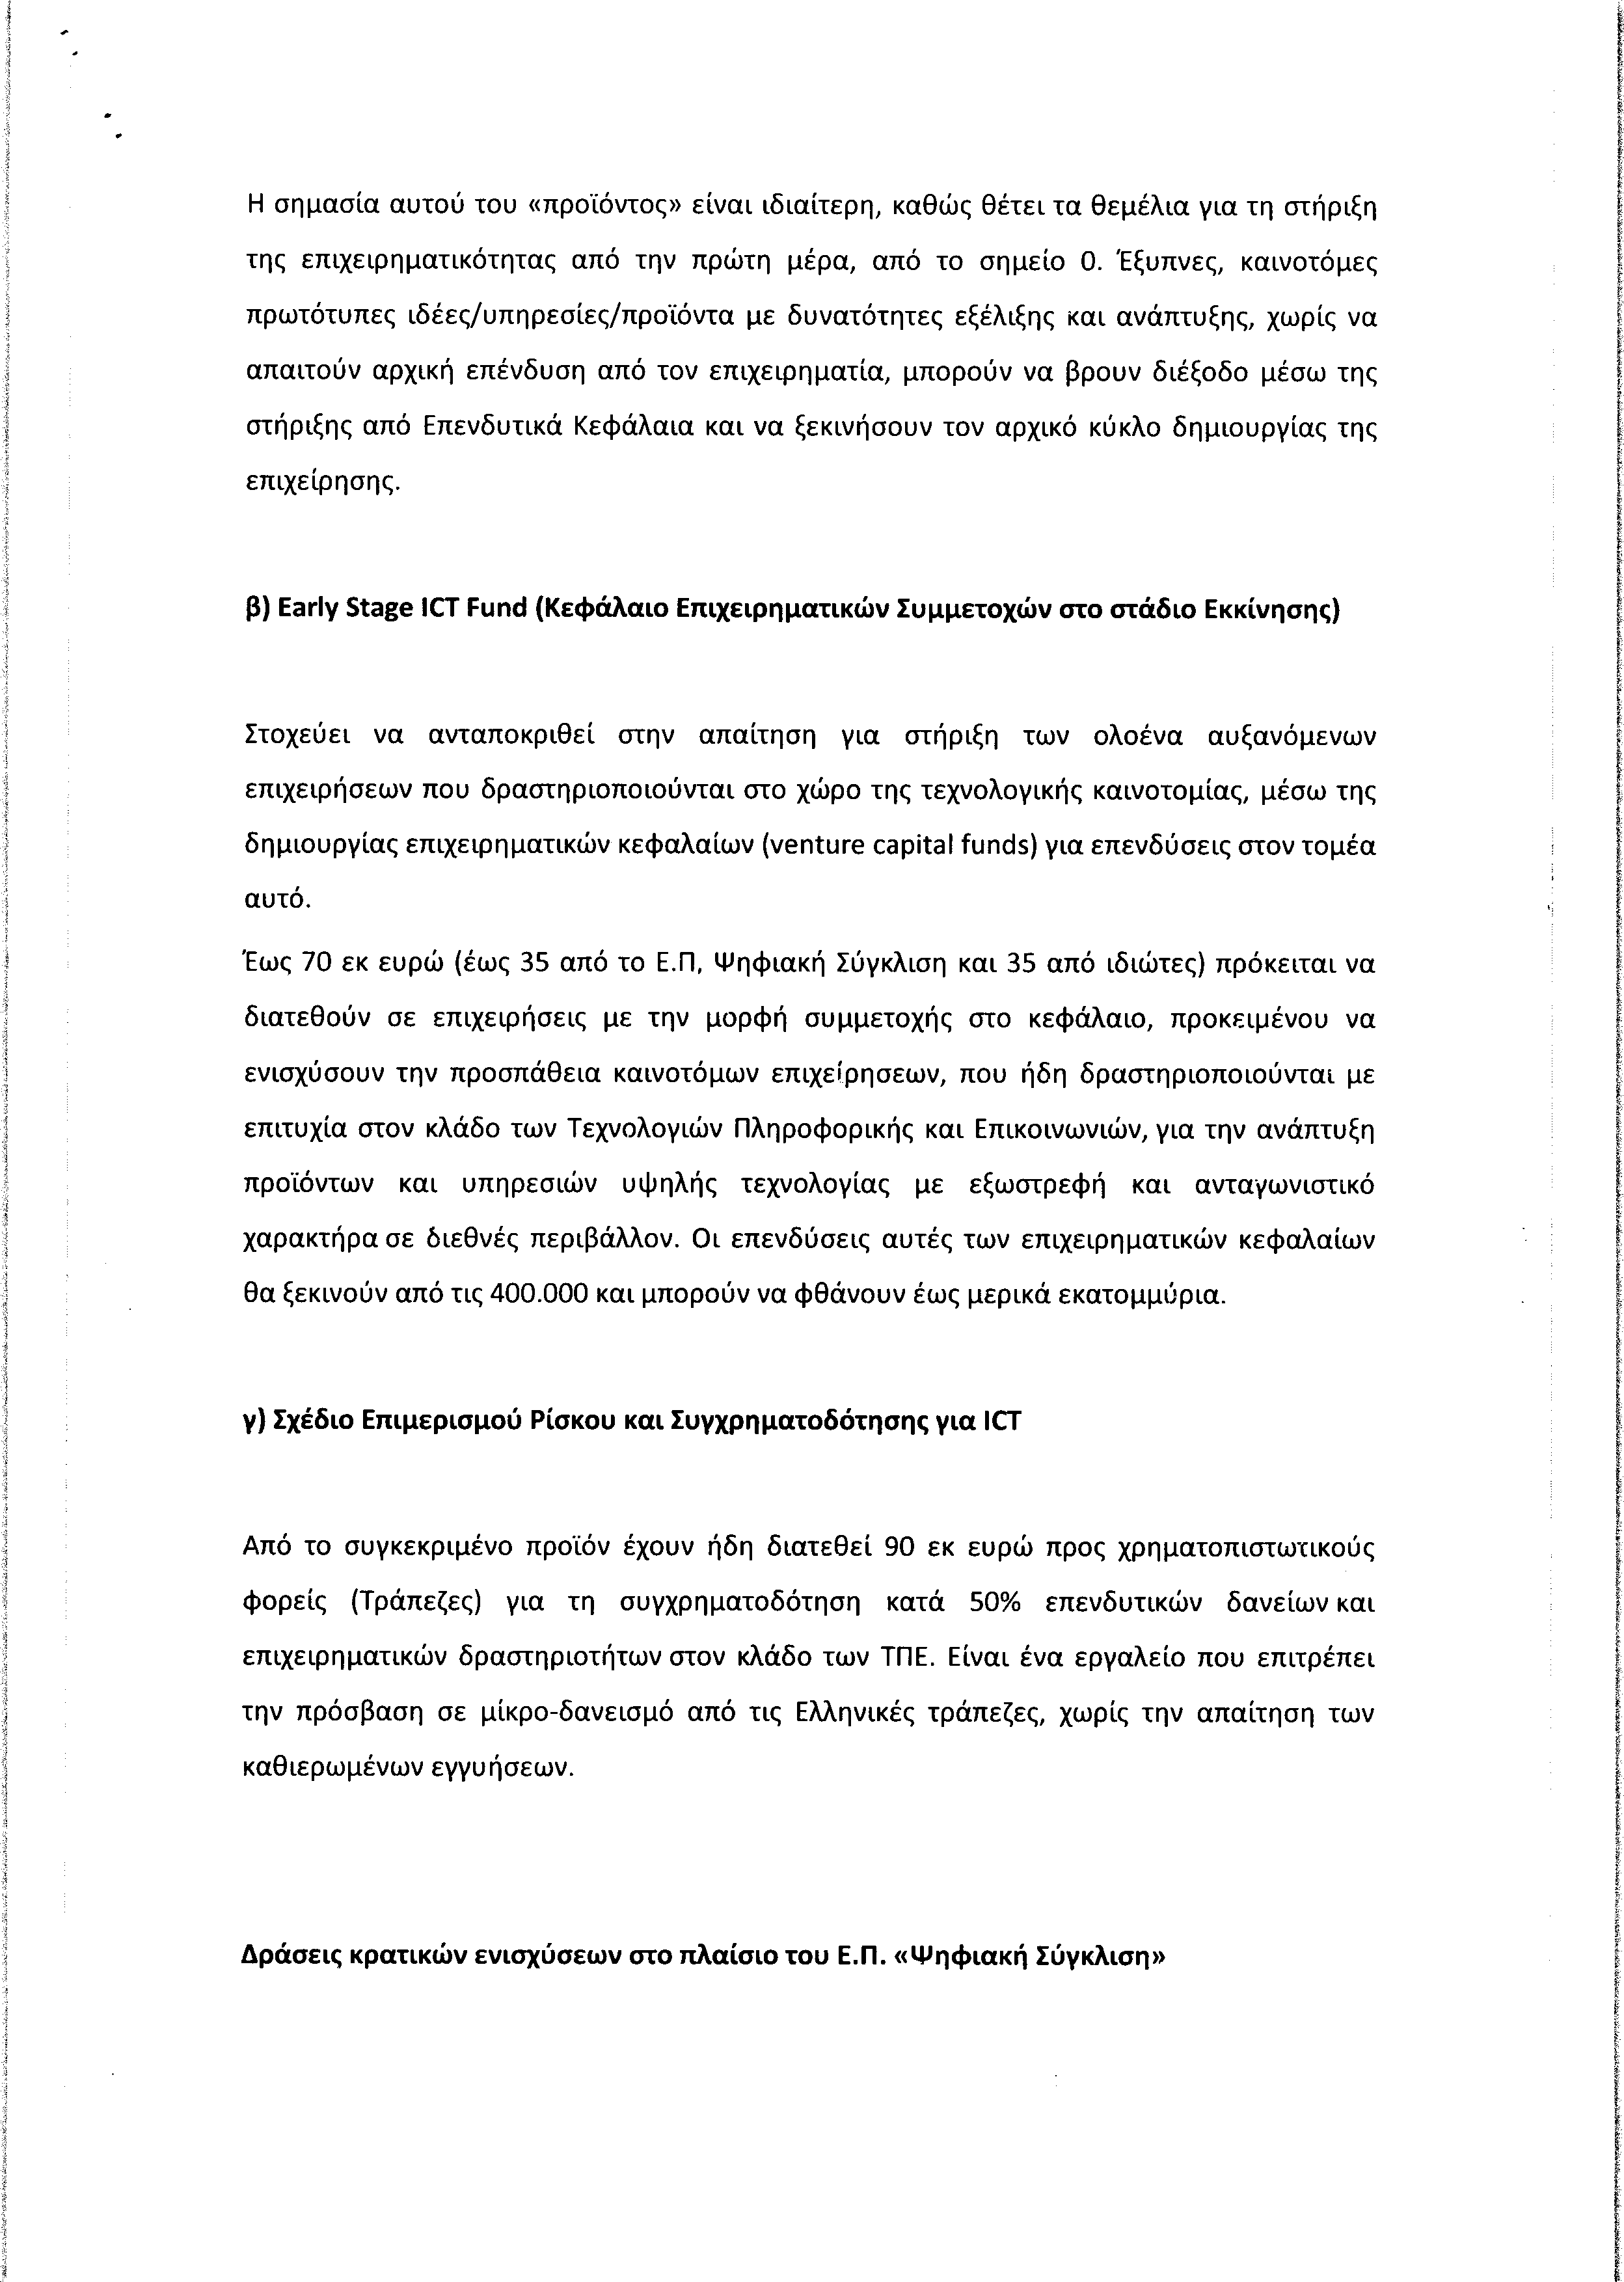 Η σημασία αυτού του «προϊόντος» είναι ιδιαίτερη, καθώς θέτει τα θεμέλια για τη στήριξη
της επιχειρηματικότητας από την πρώτη μέρα, από το σημείο 0. Έξυπνες, καινοτόμες
πρωτότυπες ιδέες/υπηρεσίες/προϊόντα με δυνατότητες εξέλιξης και ανάπτυξης, χωρίς να
απαιτούν αρχική επένδυση από τον επιχειρηματία, μπορούν να βρουν διέξοδο μέσω της
στήριξης από Επενδυτικά Κεφάλαια και να ξεκινήσουν τον αρχικό κύκλο δημιουργίας της
επιχείρησης.
β) Early Stage ICT Fund (Κεφάλαιο Επιχειρηματικών Συμμετοχών στο στάδιο Εκκίνησης)
Στοχεύει να ανταποκριθεί στην απαίτηση για στήριξη των ολοένα αυξανόμενων
επιχειρήσεων που δραστηριοποιούνται στο χώρο της τεχνολογικής καινοτομίας, μέσω της
δημιουργίας επιχειρηματικών κεφαλαίων (venture capital funds) για επενδύσεις στον τομέα
αυτό.
Έως 70 εκ ευρώ (έως 35 από το Ε.Π, Ψηφιακή Σύγκλιση και 35 από ιδιώτες) πρόκειται να
διατεθούν σε επιχειρήσεις με την μορφή συμμετοχής στο κεφάλαιο, προκειμένου να
ενισχύσουν την προσπάθεια καινοτόμων επιχείρησεων, που ήδη δραστηριοποιούνται με
επιτυχία στον κλάδο των Τεχνολογιών Πληροφορικής και Επικοινωνιών, για την ανάπτυξη
προϊόντων και υπηρεσιών υψηλής τεχνολογίας με εξωστρεφή και ανταγωνιστικό
χαρακτήρα σε διεθνές περιβάλλον. Οι επενδύσεις αυτές των επιχειρηματικών κεφαλαίων
θα ξεκινούν από τις 400.000 και μπορούν να φθάνουν έως μερικά εκατομμύρια.
γ) Σχέδιο Επιμερισμού Ρίσκου και Συγχρηματοδότησης για ICT
Από το συγκεκριμένο προϊόν έχουν ήδη διατεθεί 90 εκ ευρώ προς χρηματοπιστωτικούς
φορείς (Τράπεζες) για τη συγχρηματοδότηση κατά 50% επενδυτικών δανείων και
επιχειρηματικών δραστηριοτήτων στον κλάδο των ΤΠΕ. Είναι ένα εργαλείο που επιτρέπει
την πρόσβαση σε μίκρο-δανεισμό από τις Ελληνικές τράπεζες, χωρίς την απαίτηση των
καθιερωμένων εγγυήσεων.
Δράσεις κρατικών ενισχύσεων στο πλαίσιο του Ε.Π. «Ψηφιακή Σύγκλιση»